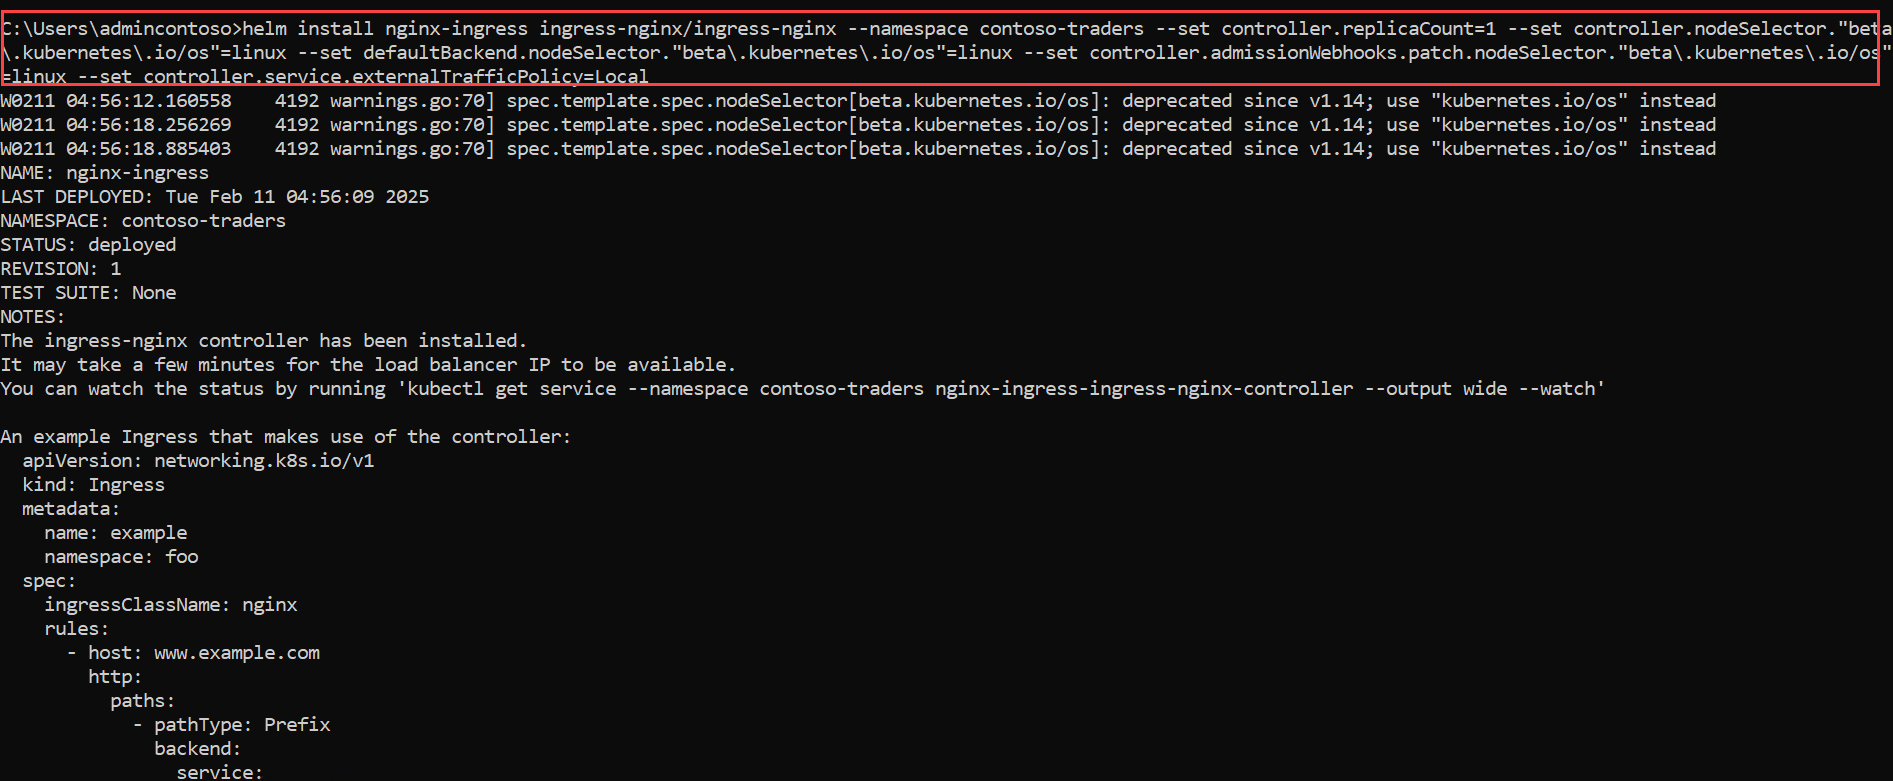 C:\Users\admincontoso>helm install nginx-ingress ingress-nginx/ingress-nginx --namespace contoso-traders --set controller.replicaCount=1 --set controller.nodeSelector."beta
\.kubernetes\.io/os"=linux --set defaultBackend.nodeSelector."beta\.kubernetes\.io/os"=linux --set controller.admissionWebhooks.patch.nodeSelector."beta\.kubernetes\.io/os"
=linux --set controller.service.externalTrafficPolicy=Local
W0211 04:56:12.160558    4192 warnings.go:70] spec.template.spec.nodeSelector[beta.kubernetes.io/os]: deprecated since v1.14; use "kubernetes.io/os" instead
W0211 04:56:18.256269    4192 warnings.go:70] spec.template.spec.nodeSelector[beta.kubernetes.io/os]: deprecated since v1.14; use "kubernetes.io/os" instead
W0211 04:56:18.885403    4192 warnings.go:70] spec.template.spec.nodeSelector[beta.kubernetes.io/os]: deprecated since v1.14; use "kubernetes.io/os" instead
NAME: nginx-ingress
LAST DEPLOYED: Tue Feb 11 04:56:09 2025
NAMESPACE: contoso-traders
STATUS: deployed
REVISION: 1
TEST SUITE: None
NOTES:
The ingress-nginx controller has been installed.
It may take a few minutes for the load balancer IP to be available.
You can watch the status by running 'kubectl get service --namespace contoso-traders nginx-ingress-ingress-nginx-controller --output wide --watch'

An example Ingress that makes use of the controller:
  apiVersion: networking.k8s.io/v1
  kind: Ingress
  metadata:
    name: example
    namespace: foo
  spec:
    ingressClassName: nginx
    rules:
      - host: www.example.com
        http:
          paths:
            - pathType: Prefix
              backend:
                service: